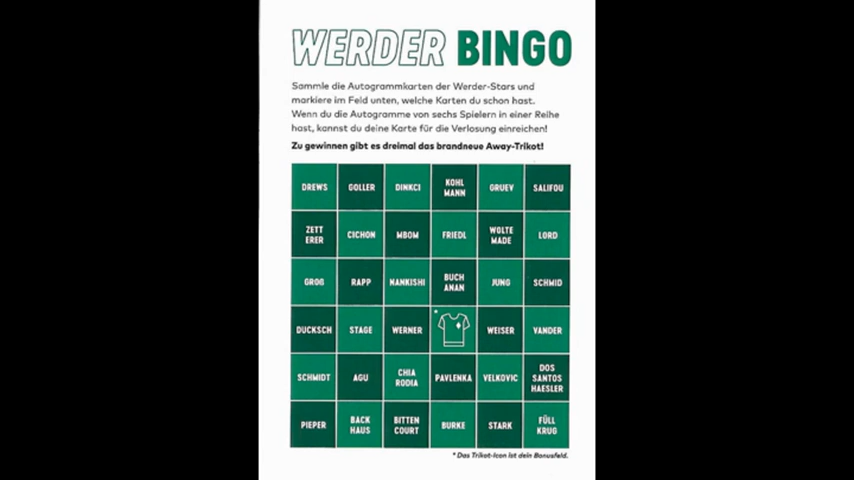 WERDER BINGO
Sammle die Autogrammkarten der Werder-Stars und
markiere im Feld unten, welche Karten du schon hast.
Wenn du die Autogramme von sechs Spielern in einer Reihe
hast, kannst du deine Karte für die Verlosung einreichen!
Zu gewinnen gibt es dreimal das brandneue Away-Trikot!
DREWS GOLLER DINKCI KOHL MANN GRUEV SALIFOU
ZETT ERER CICHON MBOM FRIEDL WOLTE MADE LORD
GROß RAPP NANKISHI BUCH ANAN JUNG SCHMID
DUCKSCH STAGE WERNER * WEISER VANDER
SCHMIDT AGU CHIA RODIA PAVLENKA VELKOVIC DOS SANTOS HAESLER
PIEPER BACK HAUS BITTEN COURT BURKE STARK FÜLL KRUG
* Das Trikot-Icon ist dein Bonusfeld.